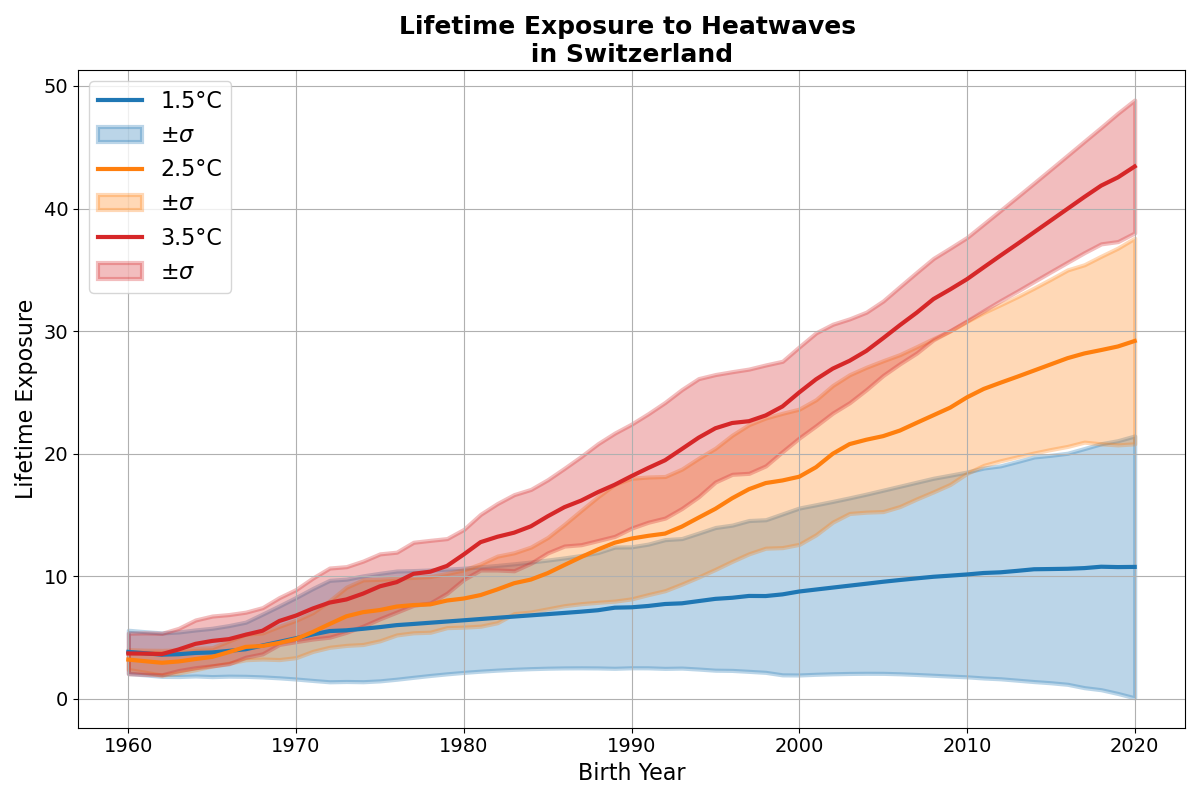 Lifetime Exposure to Heatwaves
in Switzerland
1.5°C
±σ
2.5°C
±σ
3.5°C
±σ
50
40
30
20
10
0
Lifetime Exposure
1960 1970 1980 1990 2000 2010 2020
Birth Year